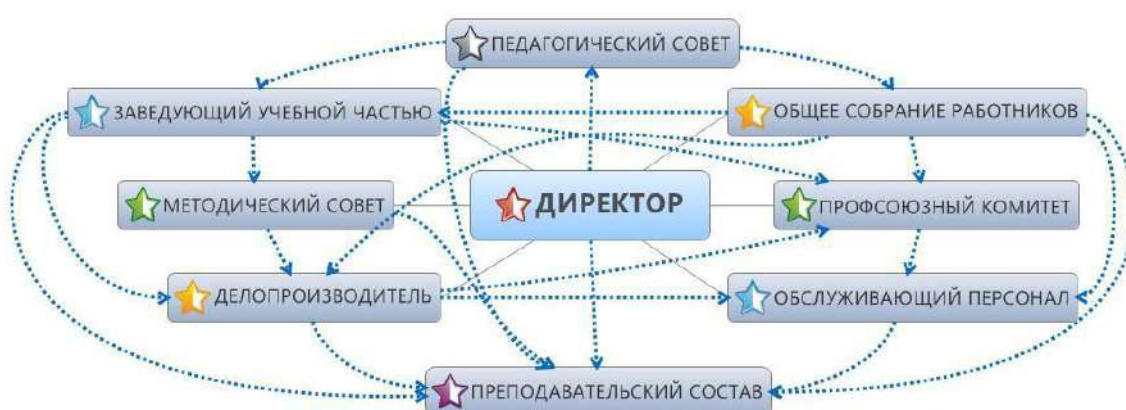 ПЕДАГОГИЧЕСКИЙ СОВЕТ
ЗАВЕДУЮЩИЙ УЧЕБНОЙ ЧАСТЬЮ
ОБЩЕЕ СОБРАНИЕ РАБОТНИКОВ
МЕТОДИЧЕСКИЙ СОВЕТ
ДИРЕКТОР
ПРОФСОЮЗНЫЙ КОМИТЕТ
ДЕЛОПРОИЗВОДИТЕЛЬ
ОБСЛУЖИВАЮЩИЙ ПЕРСОНАЛ
ПРЕПОДАВАТЕЛЬСКИЙ СОСТАВ